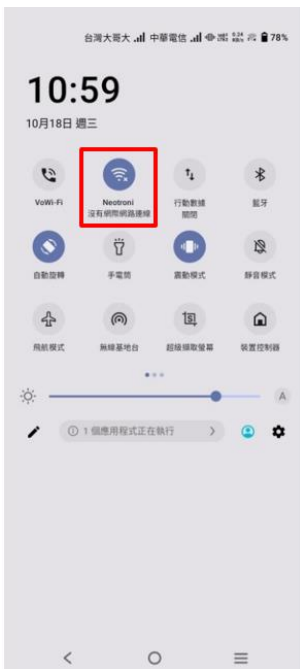 台灣大哥大 中華電信 78%
10:59
10月18日 週三
VoWi-Fi
Neotroni
沒有網際網路連線
行動數據
關閉
藍牙
自動旋轉
手電筒
震動模式
靜音模式
飛航模式
無線基地台
超級擷取螢幕
裝置控制器
A
1 個應用程式正在執行